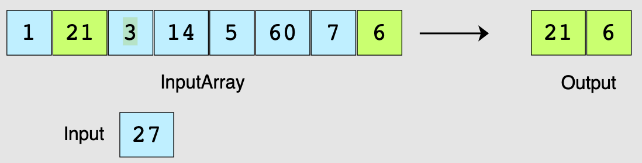 1 21 3 14 5 60 7 6 21 6
InputArray Output
Input 27